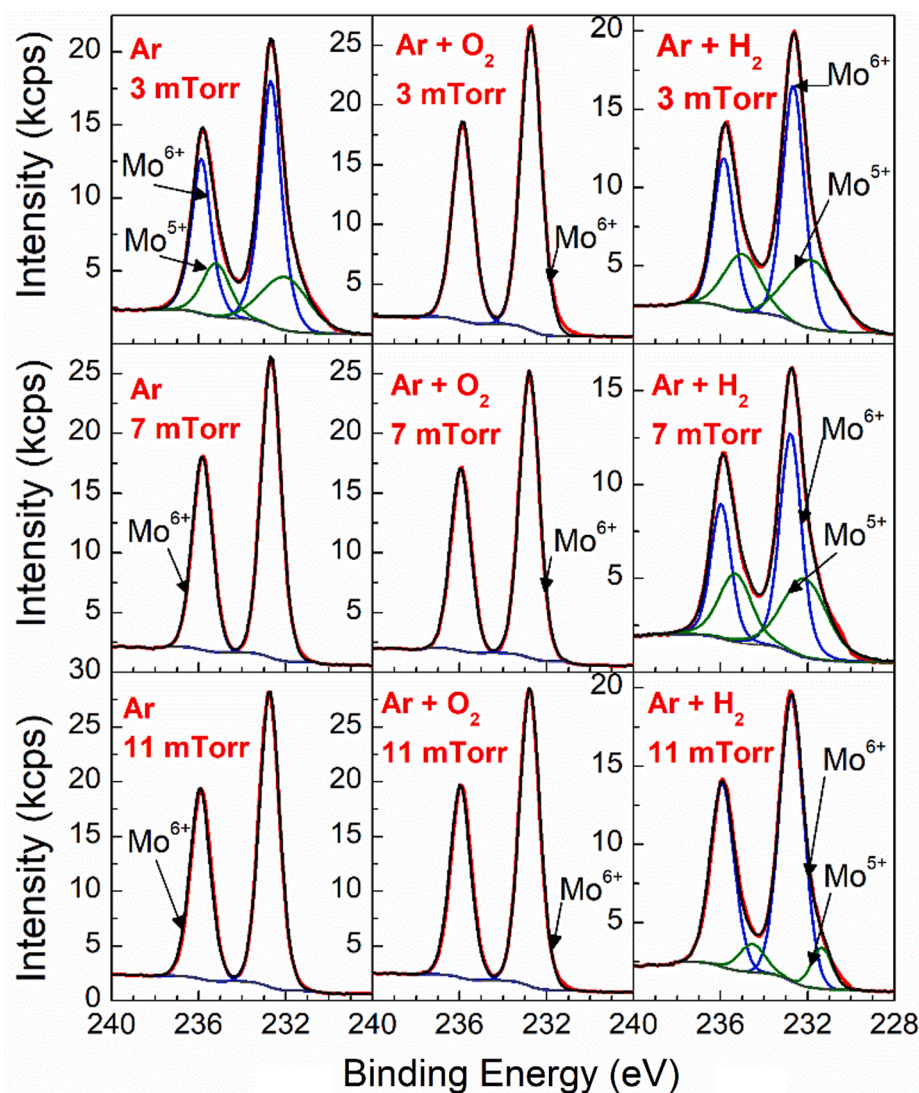 Intensity (kcps)
20
15
10
5
Ar
3 mTorr
Mo6+
Mo5+
25
20
15
10
5
Ar + O2
3 mTorr
Mo6+
20
15
10
5
Ar + H2
3 mTorr
Mo6+
Mo5+
Intensity (kcps)
25
20
15
10
5
Ar
7 mTorr
Mo6+
25
20
15
10
5
Ar + O2
7 mTorr
Mo6+
15
10
5
Ar + H2
7 mTorr
Mo6+
Mo5+
Intensity (kcps)
30
25
20
15
10
5
0
Ar
11 mTorr
Mo6+
25
20
15
10
5
Ar + O2
11 mTorr
Mo6+
20
15
10
5
Ar + H2
11 mTorr
Mo6+
Mo5+
240 236 232 240 236 232 240 236 232 228
Binding Energy (eV)